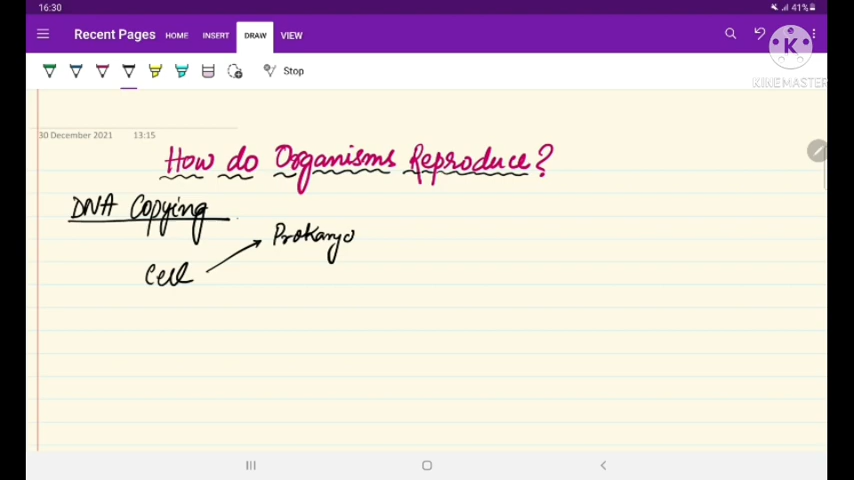 16:30 41%
Recent Pages HOME INSERT DRAW VIEW
K
KINEMASTER
Stop
30 December 2021 13:15
How do Organisms Reproduce?
DNA Copying
Prokaryo
Cell